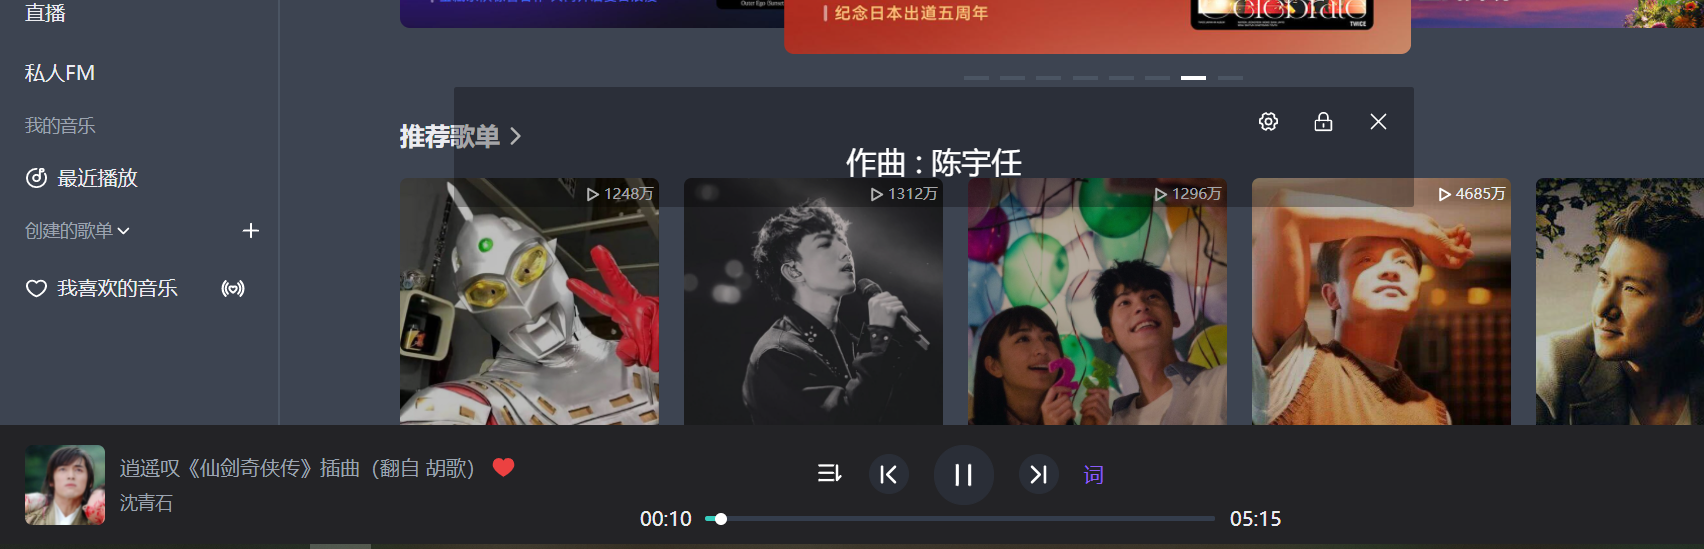 直播
私人FM
我的音乐
最近播放
创建的歌单
我喜欢的音乐
纪念日本出道五周年
Celebrate
TWICE
推荐歌单
作曲 : 陈宇任
1248万
1312万
1296万
4685万
逍遥叹《仙剑奇侠传》插曲（翻自 胡歌）
沈青石
词
00:10
05:15